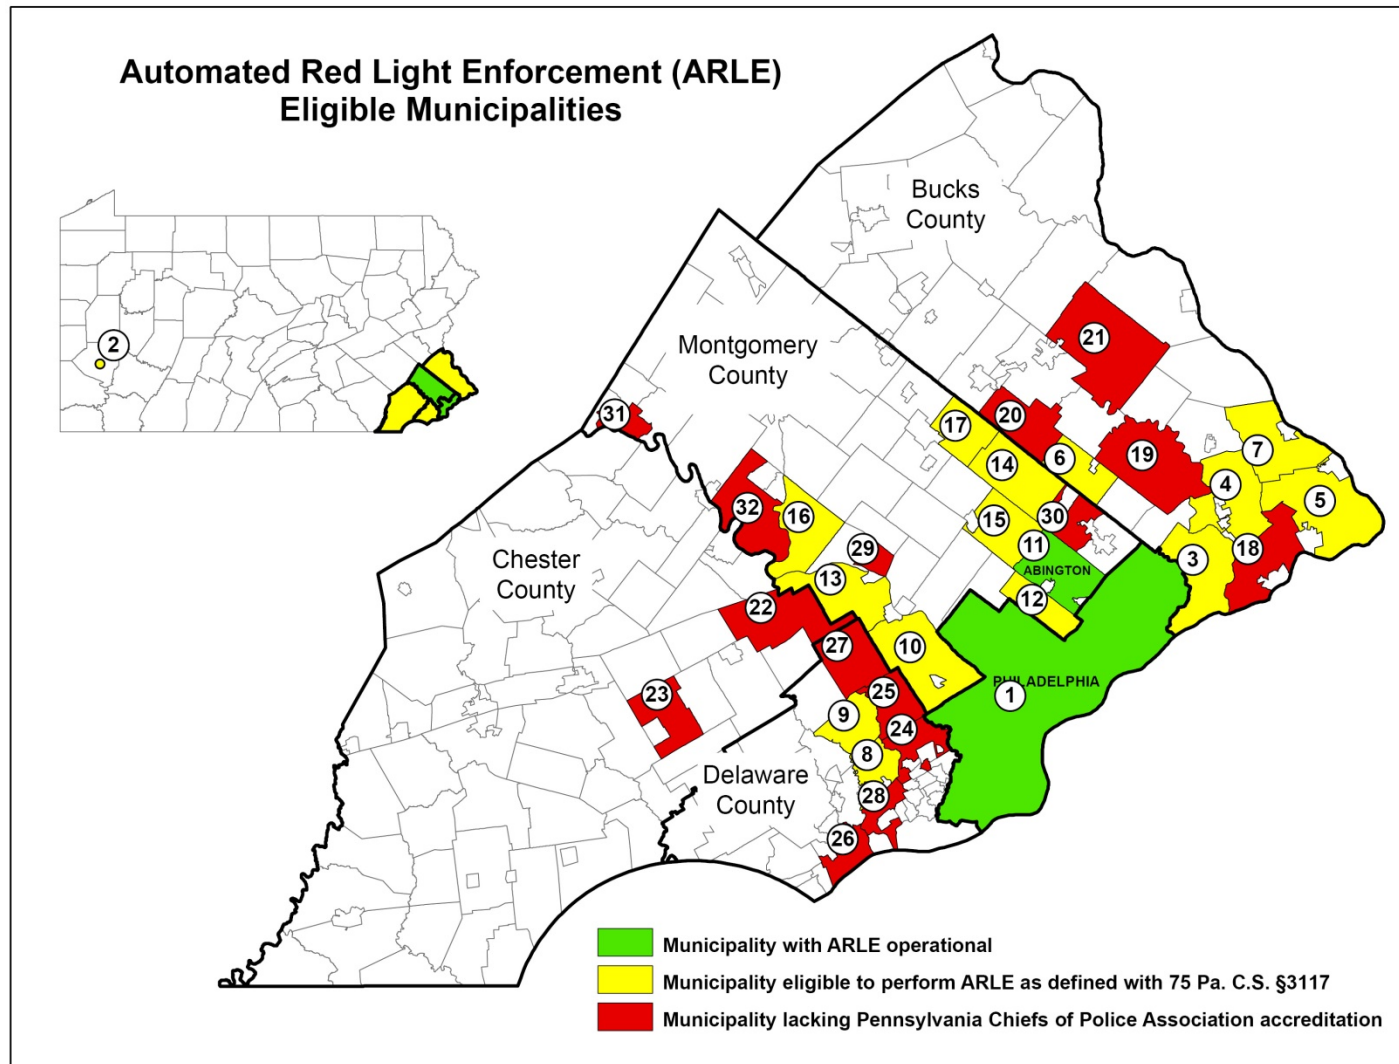 Automated Red Light Enforcement (ARLE)
Eligible Municipalities
Bucks
County
2
21
Montgomery
County
31
20
17
6
19
7
14
4
5
32
16
15
30
29
11
18
3
Chester
County
13
ABINGTON
12
22
27
10
PHILADELPHIA
1
23
25
9
24
8
Delaware
County
28
26
Municipality with ARLE operational
Municipality eligible to perform ARLE as defined with 75 Pa. C.S. §3117
Municipality lacking Pennsylvania Chiefs of Police Association accreditation